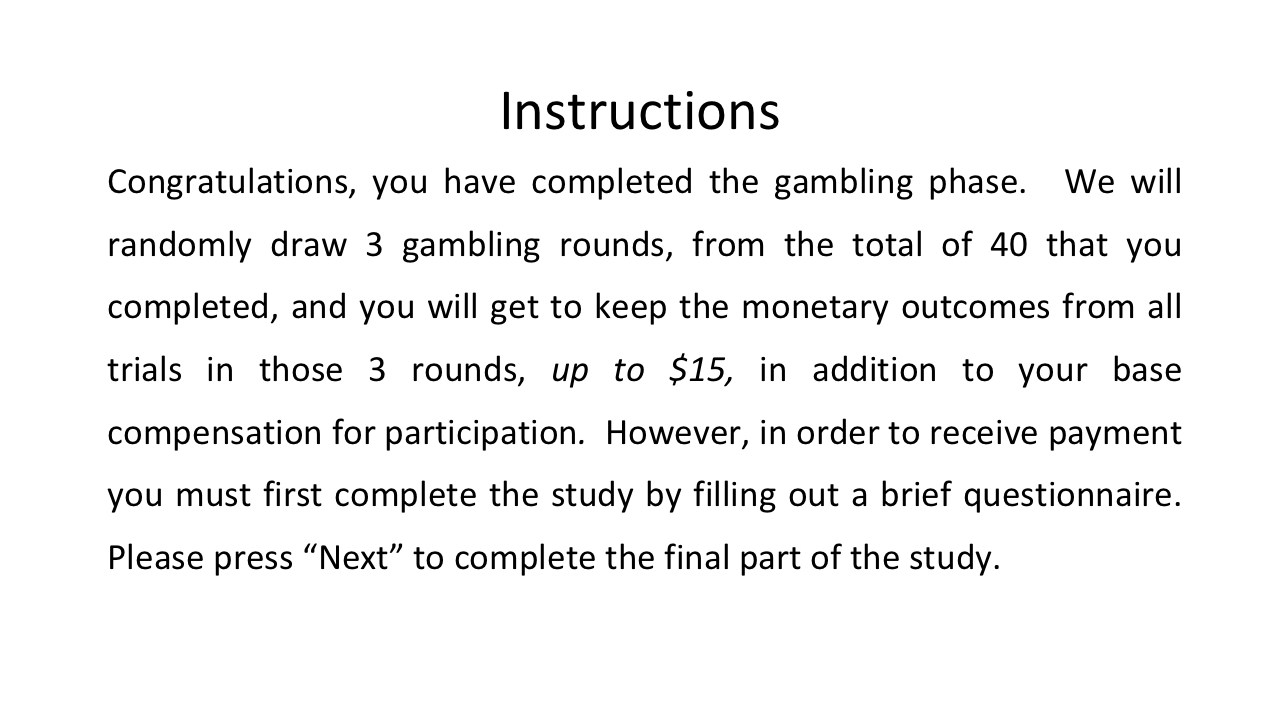 Instructions
Congratulations, you have completed the gambling phase.  We will
randomly draw 3 gambling rounds, from the total of 40 that you
completed, and you will get to keep the monetary outcomes from all
trials in those 3 rounds, up to $15, in addition to your base
compensation for participation.  However, in order to receive payment
you must first complete the study by filling out a brief questionnaire.
Please press “Next” to complete the final part of the study.